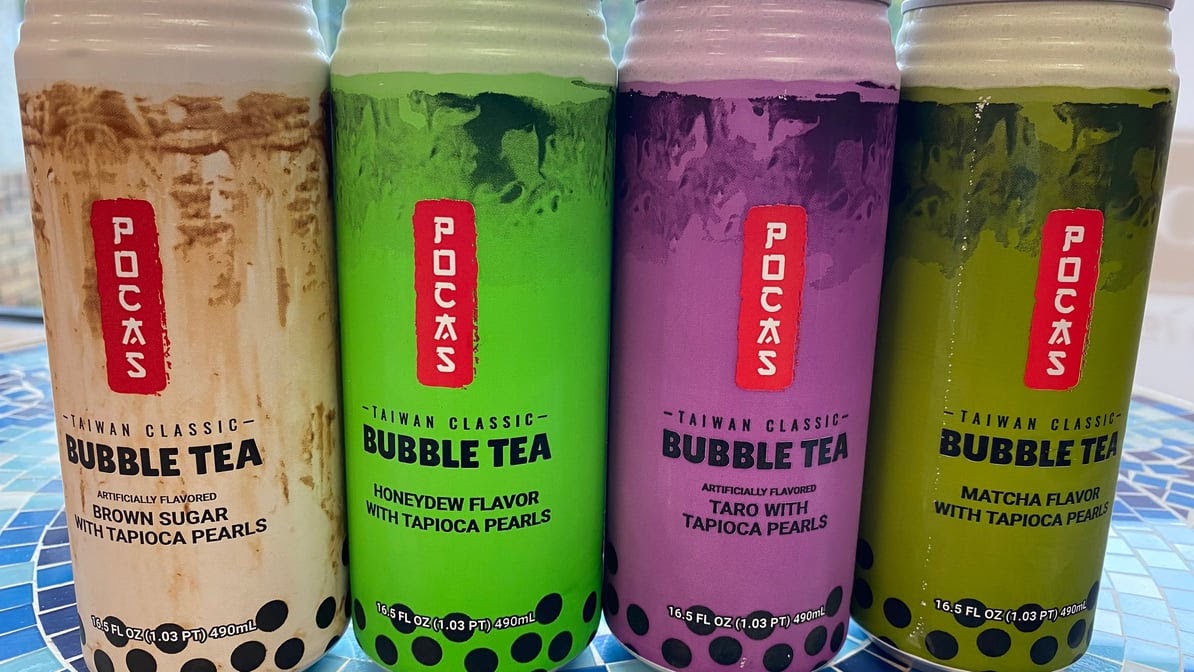 POCAS
-TAIWAN CLASSIC-
BUBBLE TEA
ARTIFICIALLY FLAVORED
BROWN SUGAR
WITH TAPIOCA PEARLS
16.5 FL OZ (1.03 PT) 490mL
POCAS
-TAIWAN CLASSIC-
BUBBLE TEA
HONEYDEW FLAVOR
WITH TAPIOCA PEARLS
16.5 FL OZ (1.03 PT) 490mL
POCAS
-TAIWAN CLASSIC-
BUBBLE TEA
ARTIFICIALLY FLAVORED
TARO WITH
TAPIOCA PEARLS
16.5 FL OZ (1.03 PT) 490mL
POCAS
-TAIWAN CLASSIC-
BUBBLE TEA
MATCHA FLAVOR
WITH TAPIOCA PEARLS
16.5 FL OZ (1.03 PT) 490mL